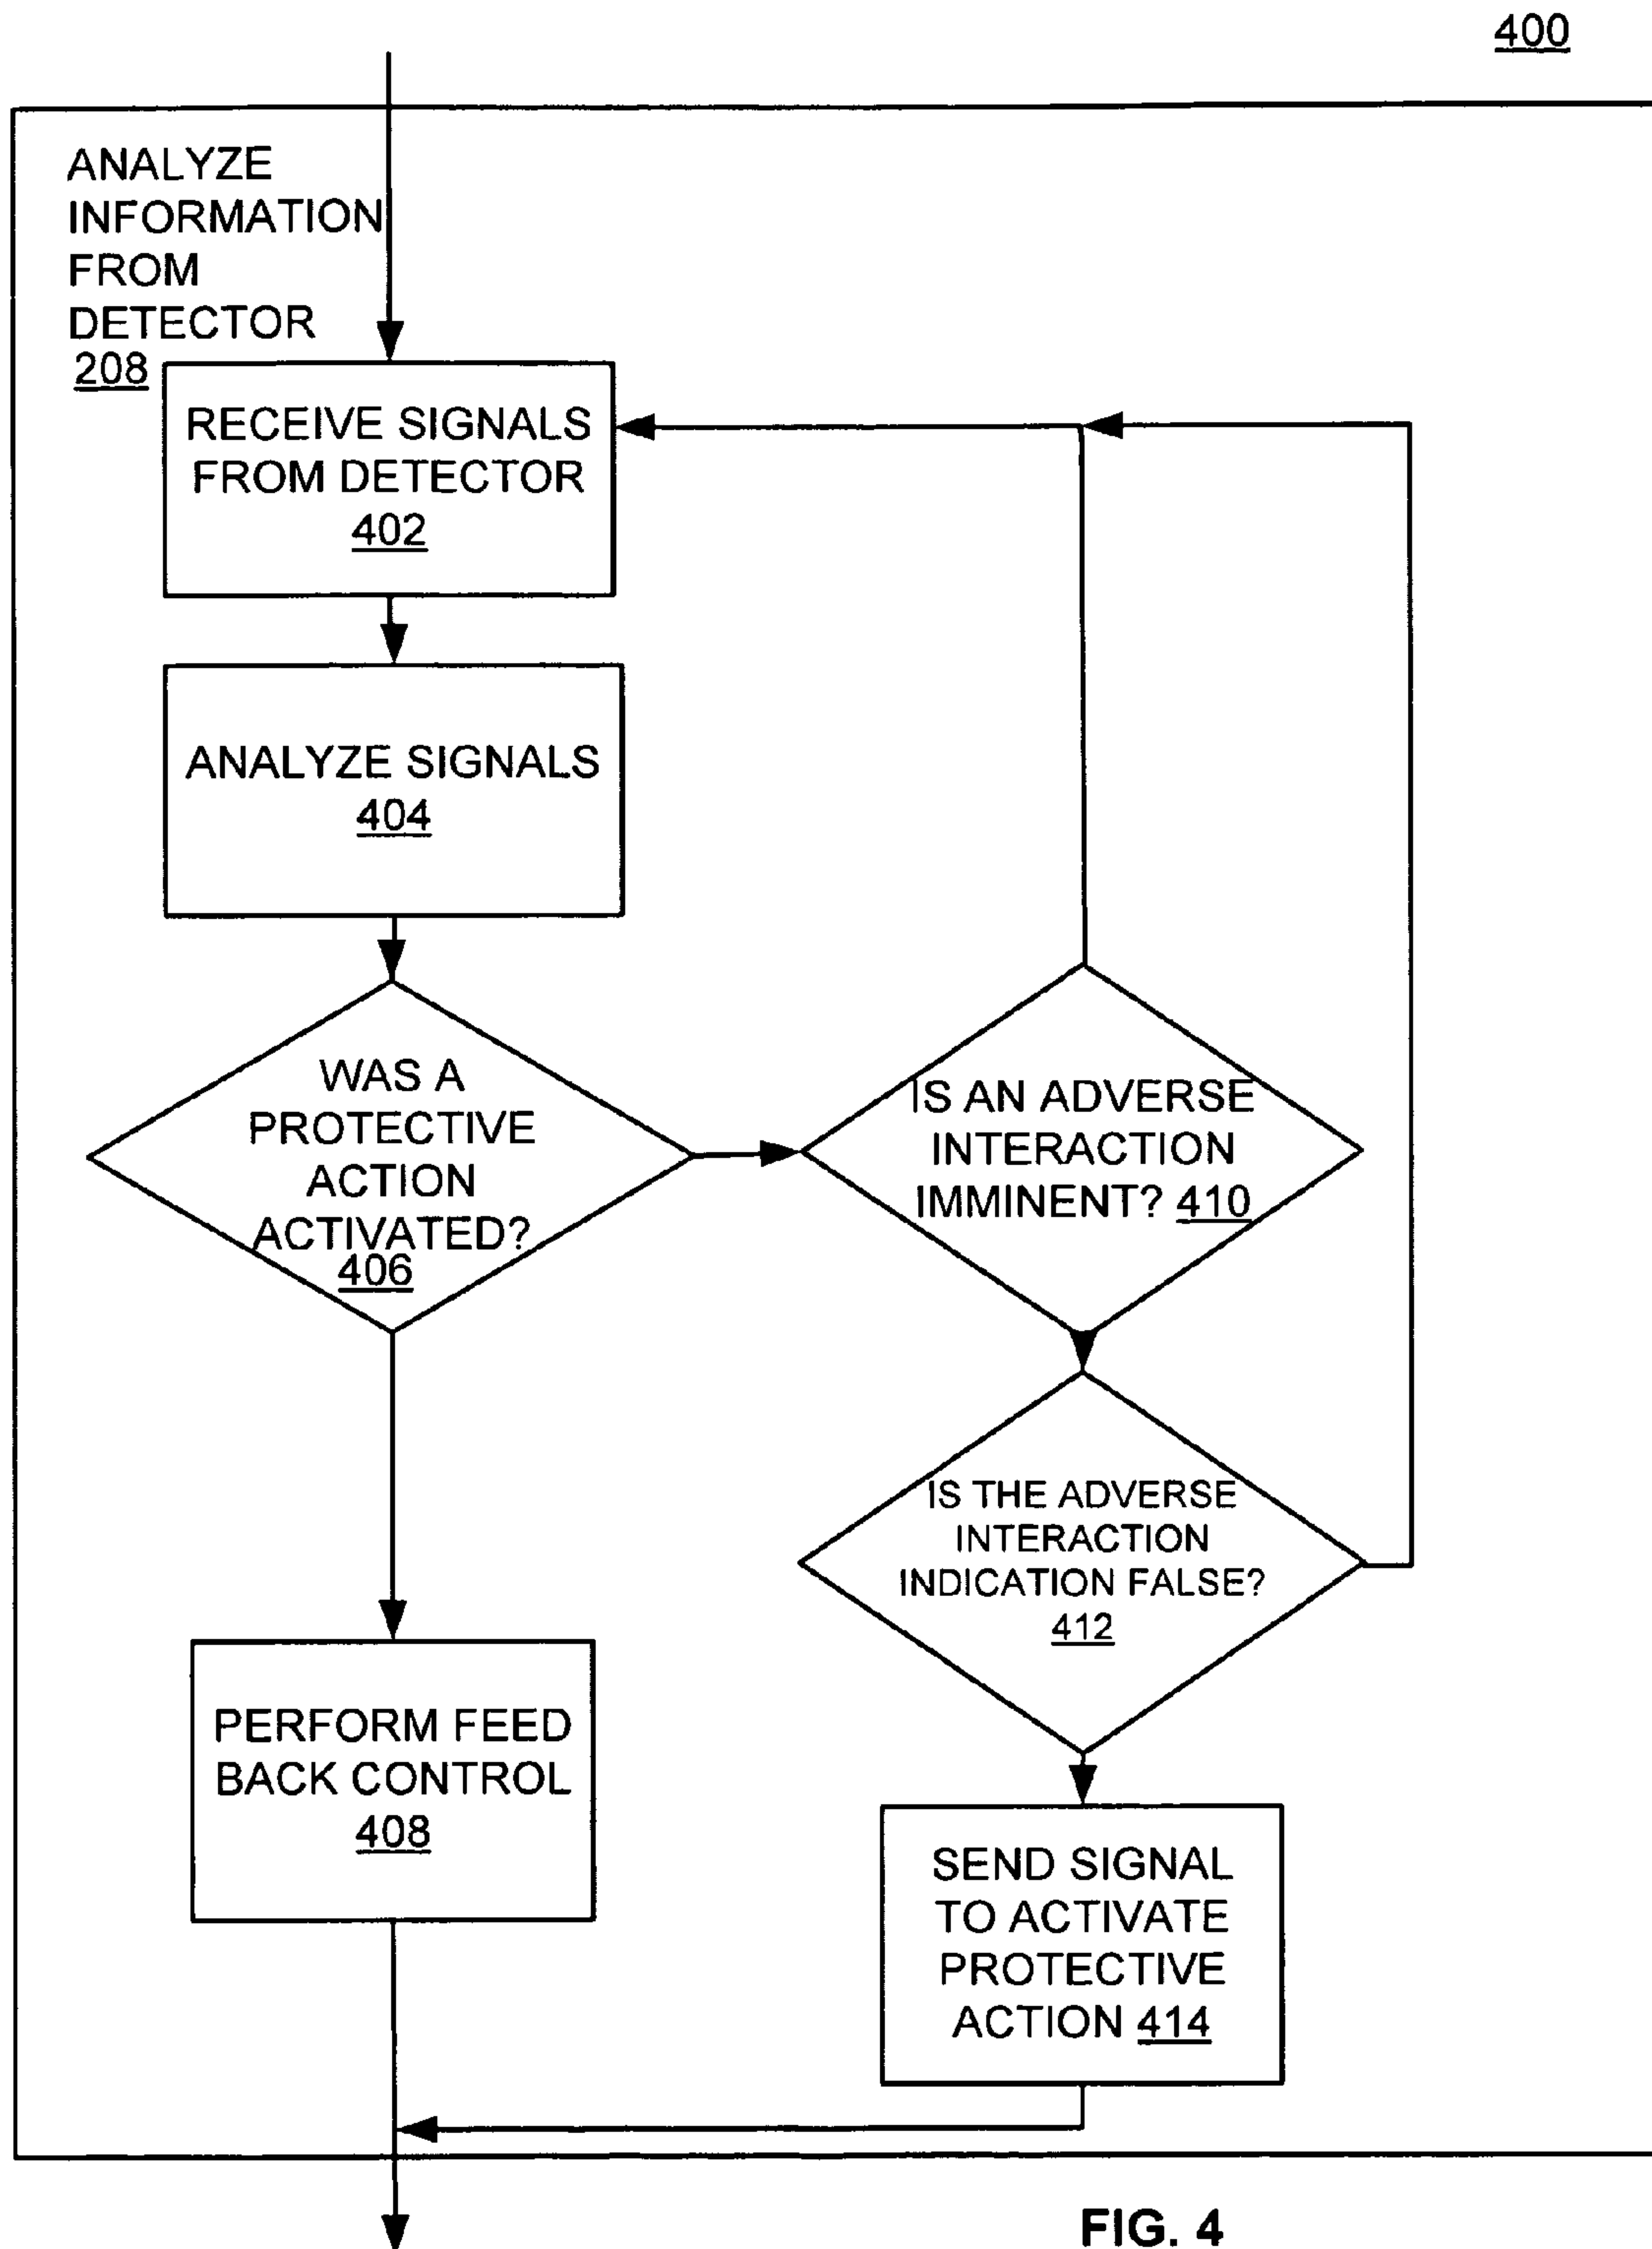 400
ANALYZE
INFORMATION
FROM
DETECTOR
208
RECEIVE SIGNALS
FROM DETECTOR
402
ANALYZE SIGNALS
404
WAS A
PROTECTIVE
ACTION
ACTIVATED?
406
IS AN ADVERSE
INTERACTION
IMMINENT? 410
IS THE ADVERSE
INTERACTION
INDICATION FALSE?
412
PERFORM FEED
BACK CONTROL
408
SEND SIGNAL
TO ACTIVATE
PROTECTIVE
ACTION 414
FIG. 4